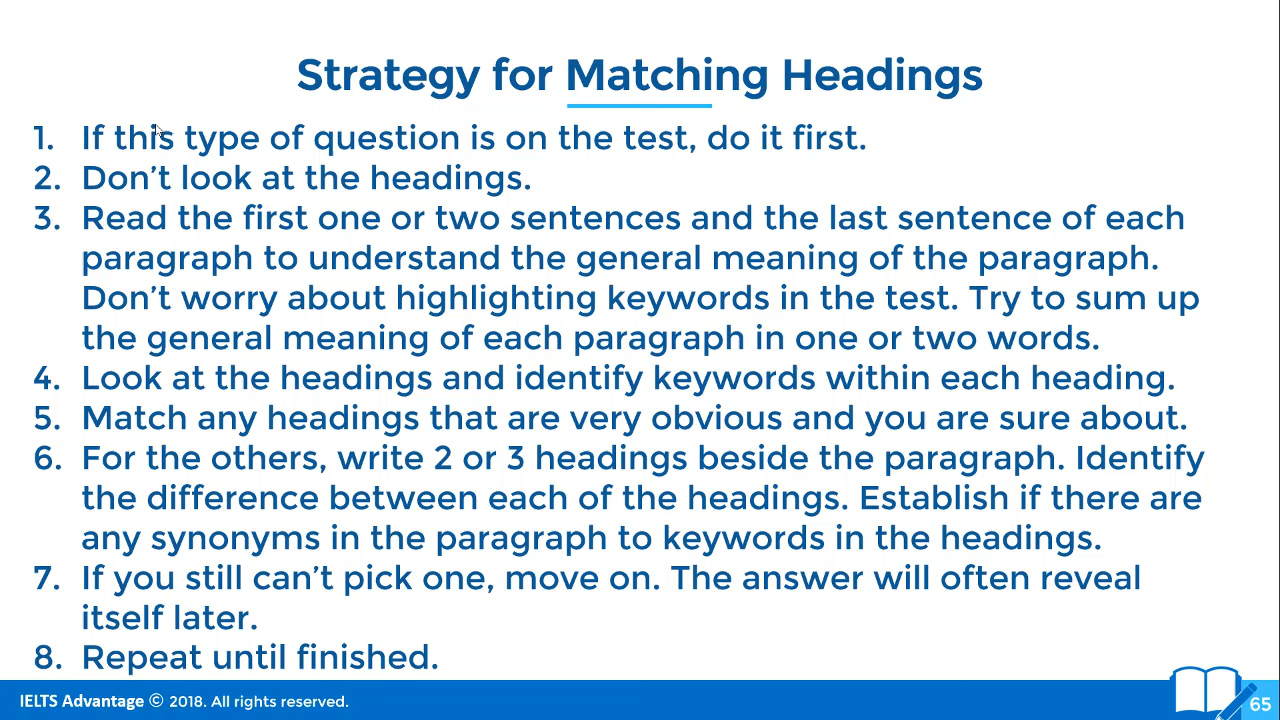 Strategy for Matching Headings
1. If this type of question is on the test, do it first.
2. Don't look at the headings.
3. Read the first one or two sentences and the last sentence of each
paragraph to understand the general meaning of the paragraph.
Don't worry about highlighting keywords in the test. Try to sum up
the general meaning of each paragraph in one or two words.
4. Look at the headings and identify keywords within each heading.
5. Match any headings that are very obvious and you are sure about.
6. For the others, write 2 or 3 headings beside the paragraph. Identify
the difference between each of the headings. Establish if there are
any synonyms in the paragraph to keywords in the headings.
7. If you still can't pick one, move on. The answer will often reveal
itself later.
8. Repeat until finished.
IELTS Advantage © 2018. All rights reserved.
65